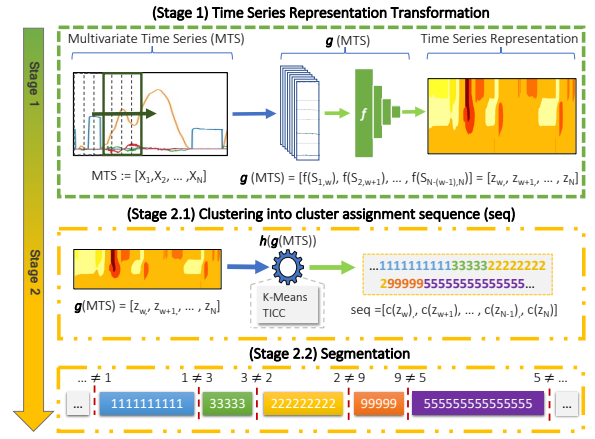 (Stage 1) Time Series Representation Transformation
Stage 1
Multivariate Time Series (MTS)
g (MTS)
Time Series Representation
f
MTS := [X1,X2, ... ,XN]
g (MTS) = [f(S1,w), f(S2,w+1), ... , f(SN-(w-1),N)] = [zw,, zw+1,, ... , zN]
(Stage 2.1) Clustering into cluster assignment sequence (seq)
Stage 2
h(g(MTS))
...11111111113333322222222
299999555555555555555...
K-Means
TICC
g(MTS) = [zw,, zw+1,, ... , zN]
seq =[c(zw),, c(zw+1), ... , c(zN-1), c(zN)]
(Stage 2.2) Segmentation
... ≠ 1
1 ≠ 3
3 ≠ 2
2 ≠ 9
9 ≠ 5
5 ≠ ...
...
1111111111
33333
222222222
99999
555555555555555
...